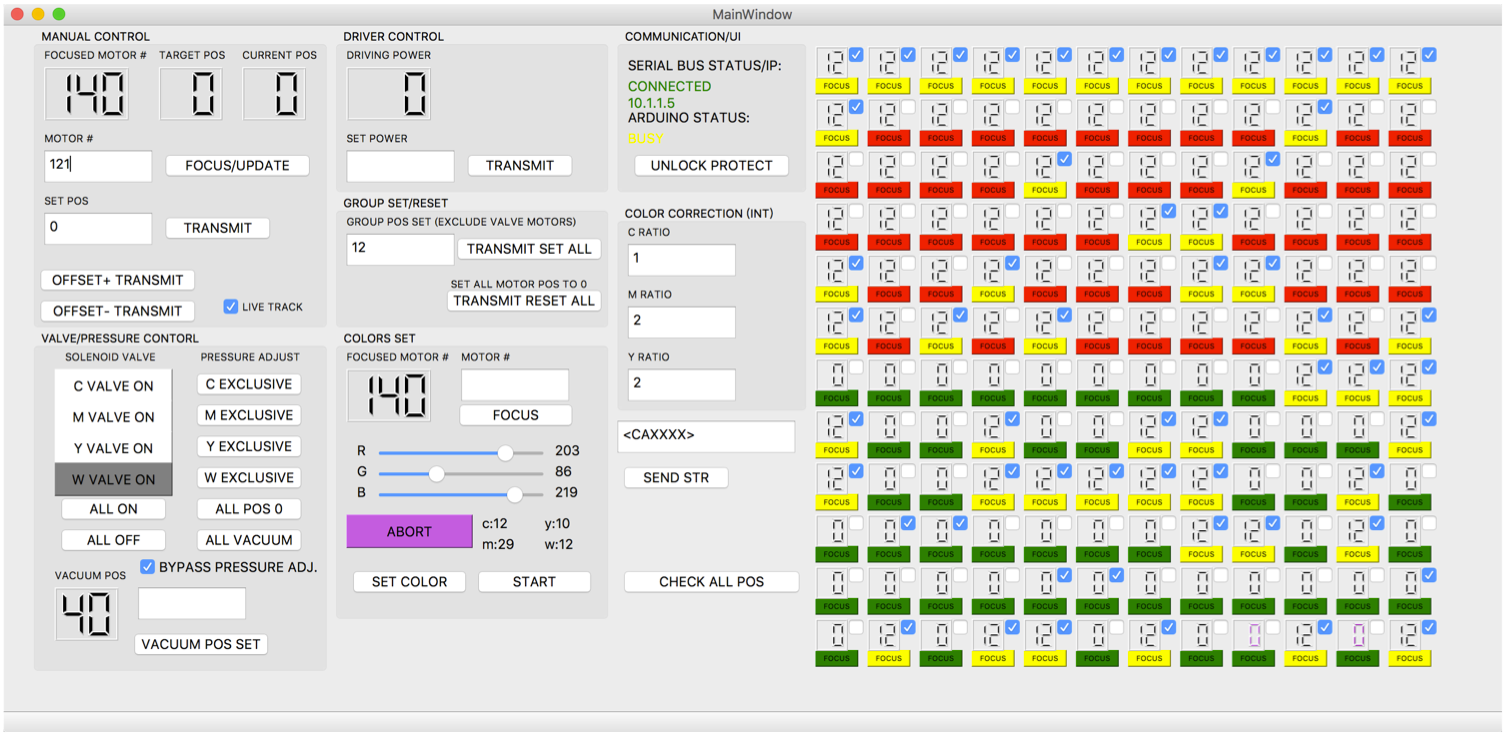 MainWindow
MANUAL CONTROL
FOCUSED MOTOR # TARGET POS CURRENT POS
140 0 0
MOTOR #
121 FOCUS/UPDATE
SET POS
0 TRANSMIT
OFFSET+ TRANSMIT
OFFSET- TRANSMIT LIVE TRACK
VALVE/PRESSURE CONTORL
SOLENOID VALVE PRESSURE ADJUST
C VALVE ON C EXCLUSIVE
M VALVE ON M EXCLUSIVE
Y VALVE ON Y EXCLUSIVE
W VALVE ON W EXCLUSIVE
ALL ON ALL POS 0
ALL OFF ALL VACUUM
BYPASS PRESSURE ADJ.
VACUUM POS
40
VACUUM POS SET
DRIVER CONTROL
DRIVING POWER
0
SET POWER
TRANSMIT
GROUP SET/RESET
GROUP POS SET (EXCLUDE VALVE MOTORS)
12 TRANSMIT SET ALL
SET ALL MOTOR POS TO 0
TRANSMIT RESET ALL
COLORS SET
FOCUSED MOTOR # MOTOR #
140
FOCUS
R 203
G 86
B 219
ABORT c:12 y:10
m:29 w:12
SET COLOR START
COMMUNICATION/UI
SERIAL BUS STATUS/IP:
CONNECTED
10.1.1.5
ARDUINO STATUS:
BUSY
UNLOCK PROTECT
COLOR CORRECTION (INT)
C RATIO
1
M RATIO
2
Y RATIO
2
<CAXXXX>
SEND STR
CHECK ALL POS
12 12 12 12 12 12 12 12 12 12 12 12
FOCUS FOCUS FOCUS FOCUS FOCUS FOCUS FOCUS FOCUS FOCUS FOCUS FOCUS FOCUS
12 12 12 12 12 12 12 12 12 12 12 12
FOCUS FOCUS FOCUS FOCUS FOCUS FOCUS FOCUS FOCUS FOCUS FOCUS FOCUS FOCUS
12 12 12 12 12 12 12 12 12 12 12 12
FOCUS FOCUS FOCUS FOCUS FOCUS FOCUS FOCUS FOCUS FOCUS FOCUS FOCUS FOCUS
12 12 12 12 12 12 12 12 12 12 12 12
FOCUS FOCUS FOCUS FOCUS FOCUS FOCUS FOCUS FOCUS FOCUS FOCUS FOCUS FOCUS
12 12 12 12 12 12 12 12 12 12 12 12
FOCUS FOCUS FOCUS FOCUS FOCUS FOCUS FOCUS FOCUS FOCUS FOCUS FOCUS FOCUS
12 12 12 12 12 12 12 12 12 12 12 12
FOCUS FOCUS FOCUS FOCUS FOCUS FOCUS FOCUS FOCUS FOCUS FOCUS FOCUS FOCUS
0 0 0 0 0 0 0 0 0 12 12 12
FOCUS FOCUS FOCUS FOCUS FOCUS FOCUS FOCUS FOCUS FOCUS FOCUS FOCUS FOCUS
12 0 0 12 0 0 12 12 0 0 0 12
FOCUS FOCUS FOCUS FOCUS FOCUS FOCUS FOCUS FOCUS FOCUS FOCUS FOCUS FOCUS
12 0 0 12 12 12 12 12 0 0 12 0
FOCUS FOCUS FOCUS FOCUS FOCUS FOCUS FOCUS FOCUS FOCUS FOCUS FOCUS FOCUS
0 0 0 0 0 0 0 12 12 0 12 0
FOCUS FOCUS FOCUS FOCUS FOCUS FOCUS FOCUS FOCUS FOCUS FOCUS FOCUS FOCUS
0 0 0 0 0 0 0 0 0 0 0 0
FOCUS FOCUS FOCUS FOCUS FOCUS FOCUS FOCUS FOCUS FOCUS FOCUS FOCUS FOCUS
0 12 0 12 12 0 12 0 0 12 0 12
FOCUS FOCUS FOCUS FOCUS FOCUS FOCUS FOCUS FOCUS FOCUS FOCUS FOCUS FOCUS